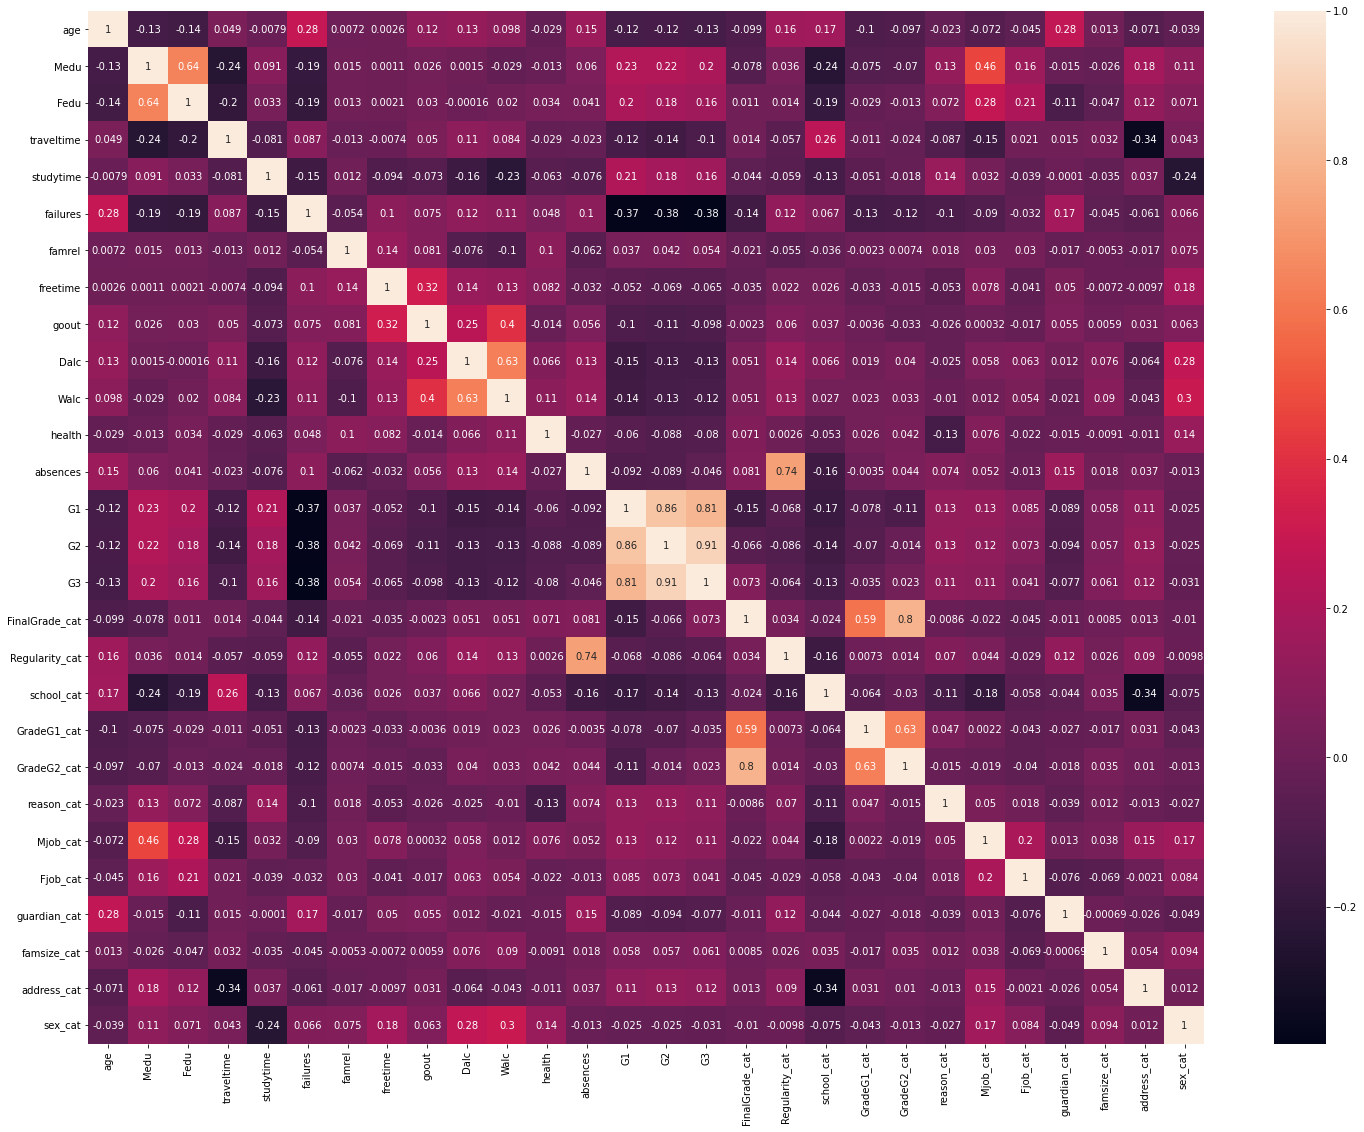 age 1 -0.13 -0.14 0.049 -0.0079 0.28 0.0072 0.0026 0.12 0.13 0.098 -0.029 0.15 -0.12 -0.12 -0.13 -0.099 0.16 0.17 -0.1 -0.097 -0.023 -0.072 -0.045 0.28 0.013 -0.071 -0.039
Medu -0.13 1 0.64 -0.24 0.091 -0.19 0.015 0.0011 0.026 0.0015 -0.029 -0.013 0.06 0.23 0.22 0.2 -0.078 0.036 -0.24 -0.075 -0.07 0.13 0.46 0.16 -0.015 -0.026 0.18 0.11
Fedu -0.14 0.64 1 -0.2 0.033 -0.19 0.013 0.0021 0.03 -0.00016 0.02 0.034 0.041 0.2 0.18 0.16 0.011 0.014 -0.19 -0.029 -0.013 0.072 0.28 0.21 -0.11 -0.047 0.12 0.071
traveltime 0.049 -0.24 -0.2 1 -0.081 0.087 -0.013 -0.0074 0.05 0.11 0.084 -0.029 -0.023 -0.12 -0.14 -0.1 0.014 -0.057 0.26 -0.011 -0.024 -0.087 -0.15 0.021 0.015 0.032 -0.34 0.043
studytime -0.0079 0.091 0.033 -0.081 1 -0.15 0.012 -0.094 -0.073 -0.16 -0.23 -0.063 -0.076 0.21 0.18 0.16 -0.044 -0.059 -0.13 -0.051 -0.018 0.14 0.032 -0.039 -0.0001 -0.035 0.037 -0.24
failures 0.28 -0.19 -0.19 0.087 -0.15 1 -0.054 0.1 0.075 0.12 0.11 0.048 0.1 -0.37 -0.38 -0.38 -0.14 0.12 0.067 -0.13 -0.12 -0.1 -0.09 -0.032 0.17 -0.045 -0.061 0.066
famrel 0.0072 0.015 0.013 -0.013 0.012 -0.054 1 0.14 0.081 -0.076 -0.1 0.1 -0.062 0.037 0.042 0.054 -0.021 -0.055 -0.036 -0.0023 0.0074 0.018 0.03 0.03 -0.017 -0.0053 -0.017 0.075
freetime 0.0026 0.0011 0.0021 -0.0074 -0.094 0.1 0.14 1 0.32 0.14 0.13 0.082 -0.032 -0.052 -0.069 -0.065 -0.035 0.022 0.026 -0.033 -0.015 -0.053 0.078 -0.041 0.05 -0.0072 -0.0097 0.18
goout 0.12 0.026 0.03 0.05 -0.073 0.075 0.081 0.32 1 0.25 0.4 -0.014 0.056 -0.1 -0.11 -0.098 -0.0023 0.06 0.037 -0.0036 -0.033 -0.026 0.00032 -0.017 0.055 0.0059 0.031 0.063
Dalc 0.13 0.0015 -0.00016 0.11 -0.16 0.12 -0.076 0.14 0.25 1 0.63 0.066 0.13 -0.15 -0.13 -0.13 0.051 0.14 0.066 0.019 0.04 -0.025 0.058 0.063 0.012 0.076 -0.064 0.28
Walc 0.098 -0.029 0.02 0.084 -0.23 0.11 -0.1 0.13 0.4 0.63 1 0.11 0.14 -0.14 -0.13 -0.12 0.051 0.13 0.027 0.023 0.033 -0.01 0.012 0.054 -0.021 0.09 -0.043 0.3
health -0.029 -0.013 0.034 -0.029 -0.063 0.048 0.1 0.082 -0.014 0.066 0.11 1 -0.027 -0.06 -0.088 -0.08 0.071 0.0026 -0.053 0.026 0.042 -0.13 0.076 -0.022 -0.015 -0.0091 -0.011 0.14
absences 0.15 0.06 0.041 -0.023 -0.076 0.1 -0.062 -0.032 0.056 0.13 0.14 -0.027 1 -0.092 -0.089 -0.046 0.081 0.74 -0.16 -0.0035 0.044 0.074 0.052 -0.013 0.15 0.018 0.037 -0.013
G1 -0.12 0.23 0.2 -0.12 0.21 -0.37 0.037 -0.052 -0.1 -0.15 -0.14 -0.06 -0.092 1 0.86 0.81 -0.15 -0.068 -0.17 -0.078 -0.11 0.13 0.13 0.085 -0.089 0.058 0.11 -0.025
G2 -0.12 0.22 0.18 -0.14 0.18 -0.38 0.042 -0.069 -0.11 -0.13 -0.13 -0.088 -0.089 0.86 1 0.91 -0.066 -0.086 -0.14 -0.07 -0.014 0.13 0.12 0.073 -0.094 0.057 0.13 -0.025
G3 -0.13 0.2 0.16 -0.1 0.16 -0.38 0.054 -0.065 -0.098 -0.13 -0.12 -0.08 -0.046 0.81 0.91 1 0.073 -0.064 -0.13 -0.035 0.023 0.11 0.11 0.041 -0.077 0.061 0.12 -0.031
FinalGrade_cat -0.099 -0.078 0.011 0.014 -0.044 -0.14 -0.021 -0.035 -0.0023 0.051 0.051 0.071 0.081 -0.15 -0.066 0.073 1 0.034 -0.024 0.59 0.8 -0.0086 -0.022 -0.045 -0.011 0.0085 0.013 -0.01
Regularity_cat 0.16 0.036 0.014 -0.057 -0.059 0.12 -0.055 0.022 0.06 0.14 0.13 0.0026 0.74 -0.068 -0.086 -0.064 0.034 1 -0.16 0.0073 0.014 0.07 0.044 -0.029 0.12 0.026 0.09 -0.0098
school_cat 0.17 -0.24 -0.19 0.26 -0.13 0.067 -0.036 0.026 0.037 0.066 0.027 -0.053 -0.16 -0.17 -0.14 -0.13 -0.024 -0.16 1 -0.064 -0.03 -0.11 -0.18 -0.058 -0.044 0.035 -0.34 -0.075
GradeG1_cat -0.1 -0.075 -0.029 -0.011 -0.051 -0.13 -0.0023 -0.033 -0.0036 0.019 0.023 0.026 -0.0035 -0.078 -0.07 -0.035 0.59 0.0073 -0.064 1 0.63 0.047 0.0022 -0.043 -0.027 -0.017 0.031 -0.043
GradeG2_cat -0.097 -0.07 -0.013 -0.024 -0.018 -0.12 0.0074 -0.015 -0.033 0.04 0.033 0.042 0.044 -0.11 -0.014 0.023 0.8 0.014 -0.03 0.63 1 -0.015 -0.019 -0.04 -0.018 0.035 0.01 -0.013
reason_cat -0.023 0.13 0.072 -0.087 0.14 -0.1 0.018 -0.053 -0.026 -0.025 -0.01 -0.13 0.074 0.13 0.13 0.11 -0.0086 0.07 -0.11 0.047 -0.015 1 0.05 0.018 -0.039 0.012 -0.013 -0.027
Mjob_cat -0.072 0.46 0.28 -0.15 0.032 -0.09 0.03 0.078 0.00032 0.058 0.012 0.076 0.052 0.13 0.12 0.11 -0.022 0.044 -0.18 0.0022 -0.019 0.05 1 0.2 0.013 0.038 0.15 0.17
Fjob_cat -0.045 0.16 0.21 0.021 -0.039 -0.032 0.03 -0.041 -0.017 0.063 0.054 -0.022 -0.013 0.085 0.073 0.041 -0.045 -0.029 -0.058 -0.043 -0.04 0.018 0.2 1 -0.076 -0.069 -0.0021 0.084
guardian_cat 0.28 -0.015 -0.11 0.015 -0.0001 0.17 -0.017 0.05 0.055 0.012 -0.021 -0.015 0.15 -0.089 -0.094 -0.077 -0.011 0.12 -0.044 -0.027 -0.018 -0.039 0.013 -0.076 1 -0.00069 -0.026 -0.049
famsize_cat 0.013 -0.026 -0.047 0.032 -0.035 -0.045 -0.0053 -0.0072 0.0059 0.076 0.09 -0.0091 0.018 0.058 0.057 0.061 0.0085 0.026 0.035 -0.017 0.035 0.012 0.038 -0.069 -0.00069 1 0.054 0.094
address_cat -0.071 0.18 0.12 -0.34 0.037 -0.061 -0.017 -0.0097 0.031 -0.064 -0.043 -0.011 0.037 0.11 0.13 0.12 0.013 0.09 -0.34 0.031 0.01 -0.013 0.15 -0.0021 -0.026 0.054 1 0.012
sex_cat -0.039 0.11 0.071 0.043 -0.24 0.066 0.075 0.18 0.063 0.28 0.3 0.14 -0.013 -0.025 -0.025 -0.031 -0.01 -0.0098 -0.075 -0.043 -0.013 -0.027 0.17 0.084 -0.049 0.094 0.012 1
age Medu Fedu traveltime studytime failures famrel freetime goout Dalc Walc health absences G1 G2 G3 FinalGrade_cat Regularity_cat school_cat GradeG1_cat GradeG2_cat reason_cat Mjob_cat Fjob_cat guardian_cat famsize_cat address_cat sex_cat
1.0
0.8
0.6
0.4
0.2
0.0
−0.2